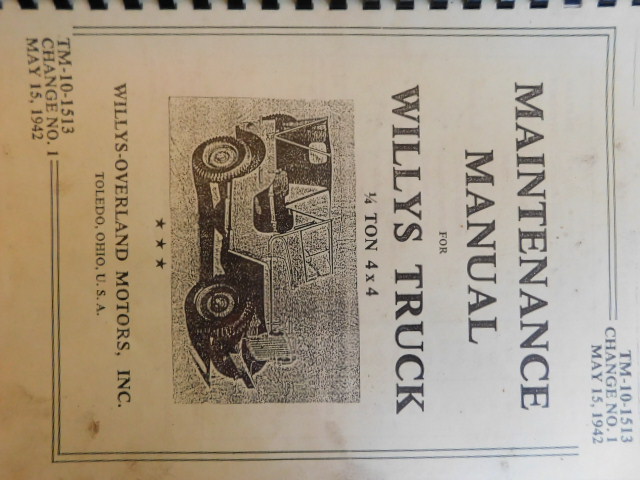 TM-10-1513
CHANGE NO. 1
MAY 15, 1942
MAINTENANCE
MANUAL
FOR
WILLYS TRUCK
¼ TON 4 x 4
★ ★ ★
WILLYS-OVERLAND MOTORS, INC.
TOLEDO, OHIO, U. S. A.
TM-10-1513
CHANGE NO. 1
MAY 15, 1942